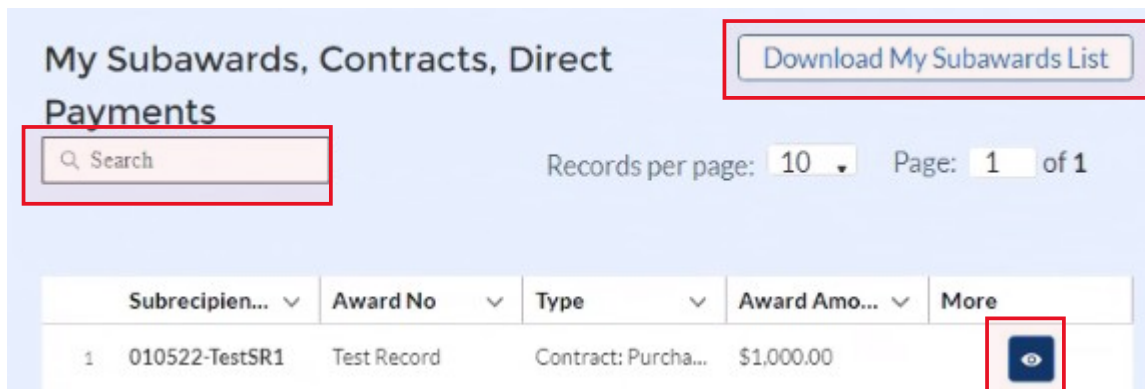 My Subawards, Contracts, Direct
Payments
Download My Subawards List
Search
Records per page: 10 Page: 1 of 1
Subrecipien... Award No Type Award Amo... More
1 010522-TestSR1 Test Record Contract: Purcha... $1,000.00